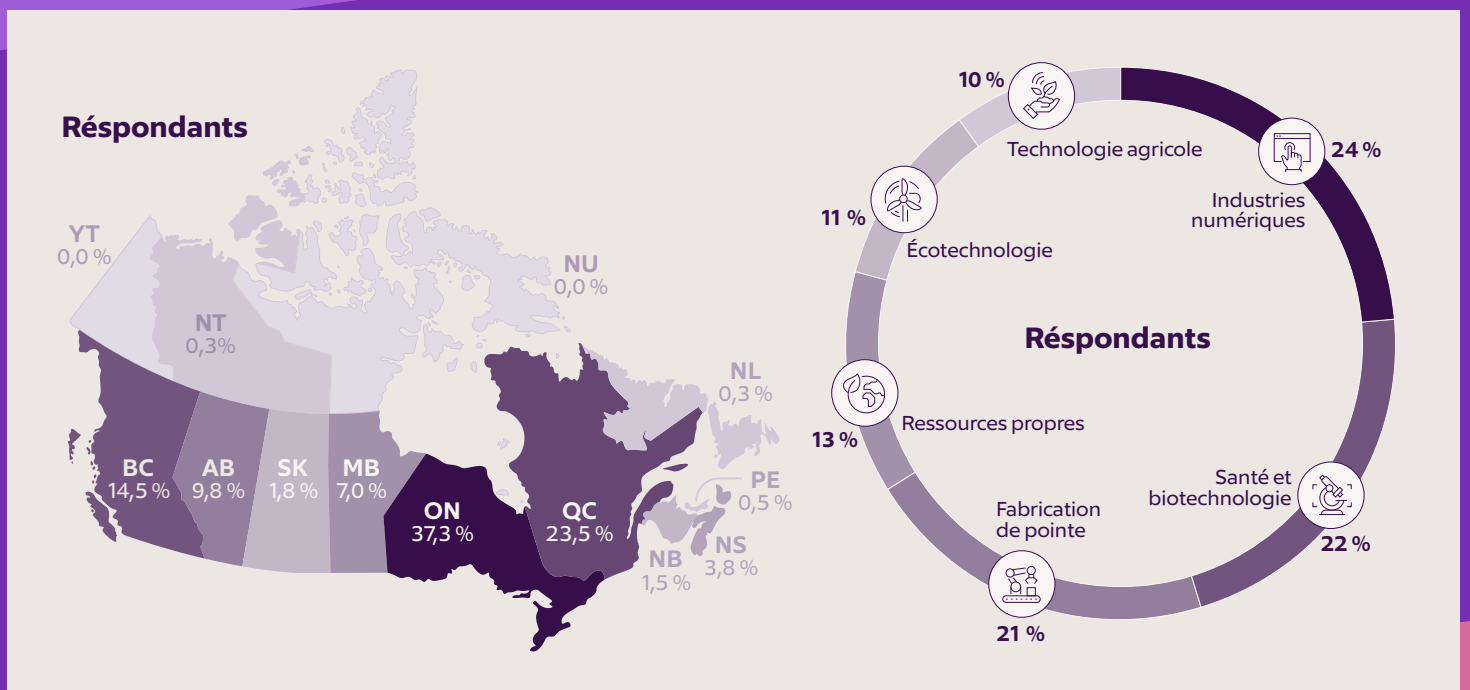 Réspondants
YT
0,0 %
NT
0,3%
NU
0,0 %
NL
0,3 %
BC
14,5 %
AB
9,8 %
SK
1,8 %
MB
7,0 %
ON
37,3 %
QC
23,5 %
PE
0,5 %
NB
1,5 %
NS
3,8 %
10 %
Technologie agricole
24 %
Industries
numériques
11 %
Écotechnologie
Réspondants
Ressources propres
13 %
Santé et
biotechnologie
22 %
Fabrication
de pointe
21 %